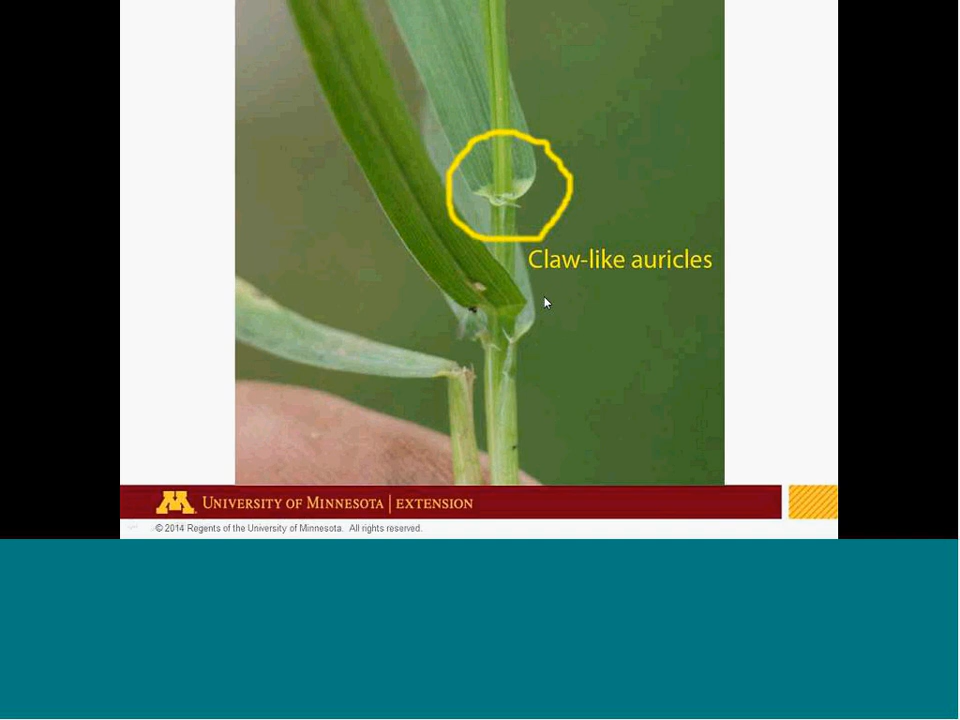 Claw-like auricles
UNIVERSITY OF MINNESOTA | EXTENSION
© 2014 Regents of the University of Minnesota. All rights reserved.